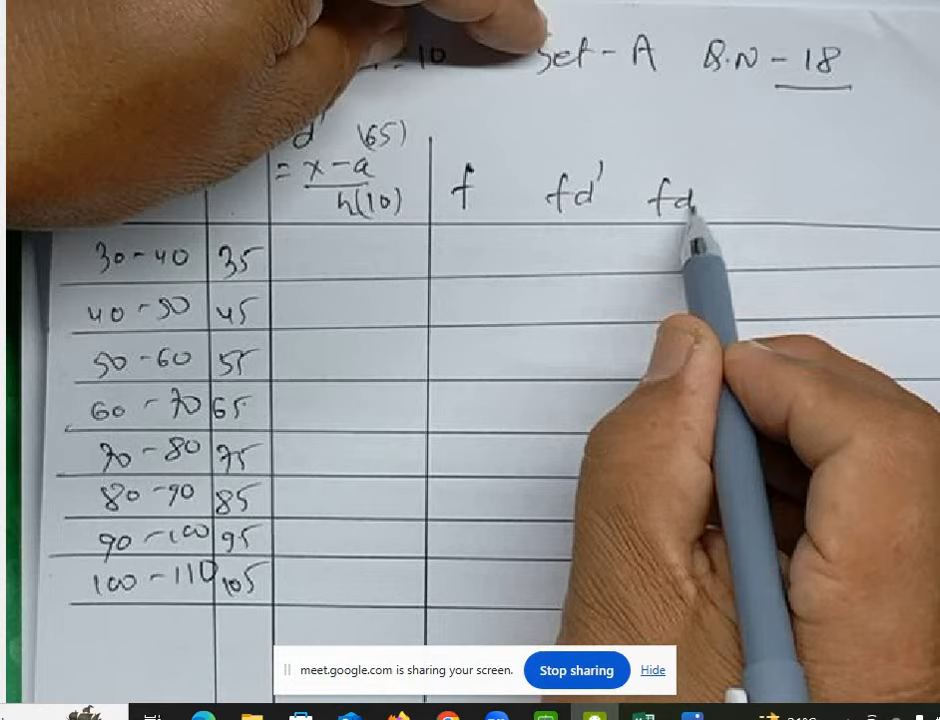 10 Set - A Q.N - 18
d' (65)
= x - a
h(10) f fd' fd
30 - 40 35
40 - 50 45
50 - 60 55
60 - 70 65
70 - 80 75
80 - 90 85
90 - 100 95
100 - 110 105
meet.google.com is sharing your screen. Stop sharing Hide